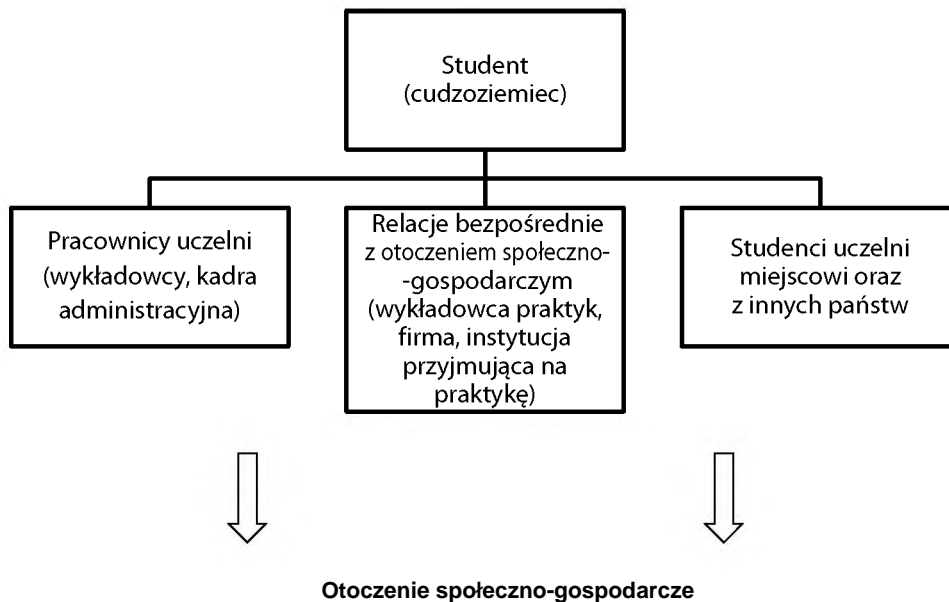 Student
(cudzoziemiec)
Pracownicy uczelni
(wykładowcy, kadra
administracyjna)
Relacje bezpośrednie
z otoczeniem społeczno-
-gospodarczym
(wykładowca praktyk,
firma, instytucja
przyjmująca na
praktykę)
Studenci uczelni
miejscowi oraz
z innych państw
Otoczenie społeczno-gospodarcze